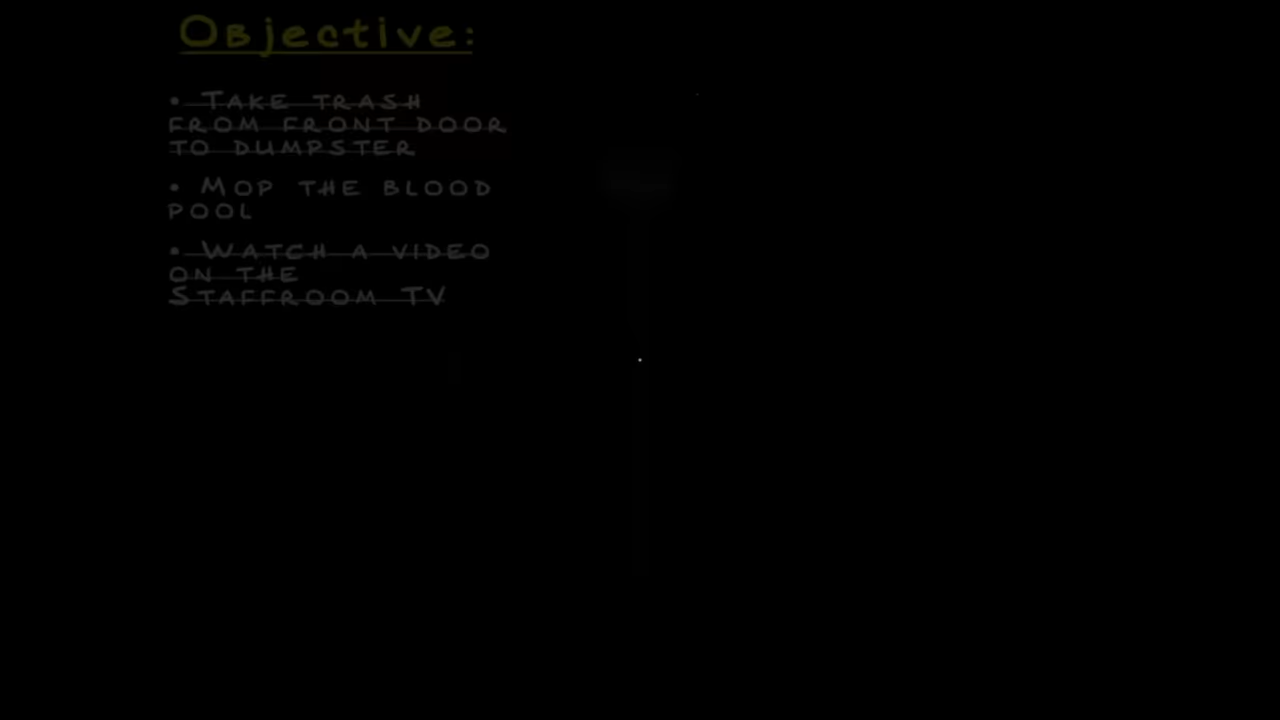 Objective:
• Take trash
from front door
to dumpster
• Mop the blood
pool
• Watch a video
on the
Staffroom TV